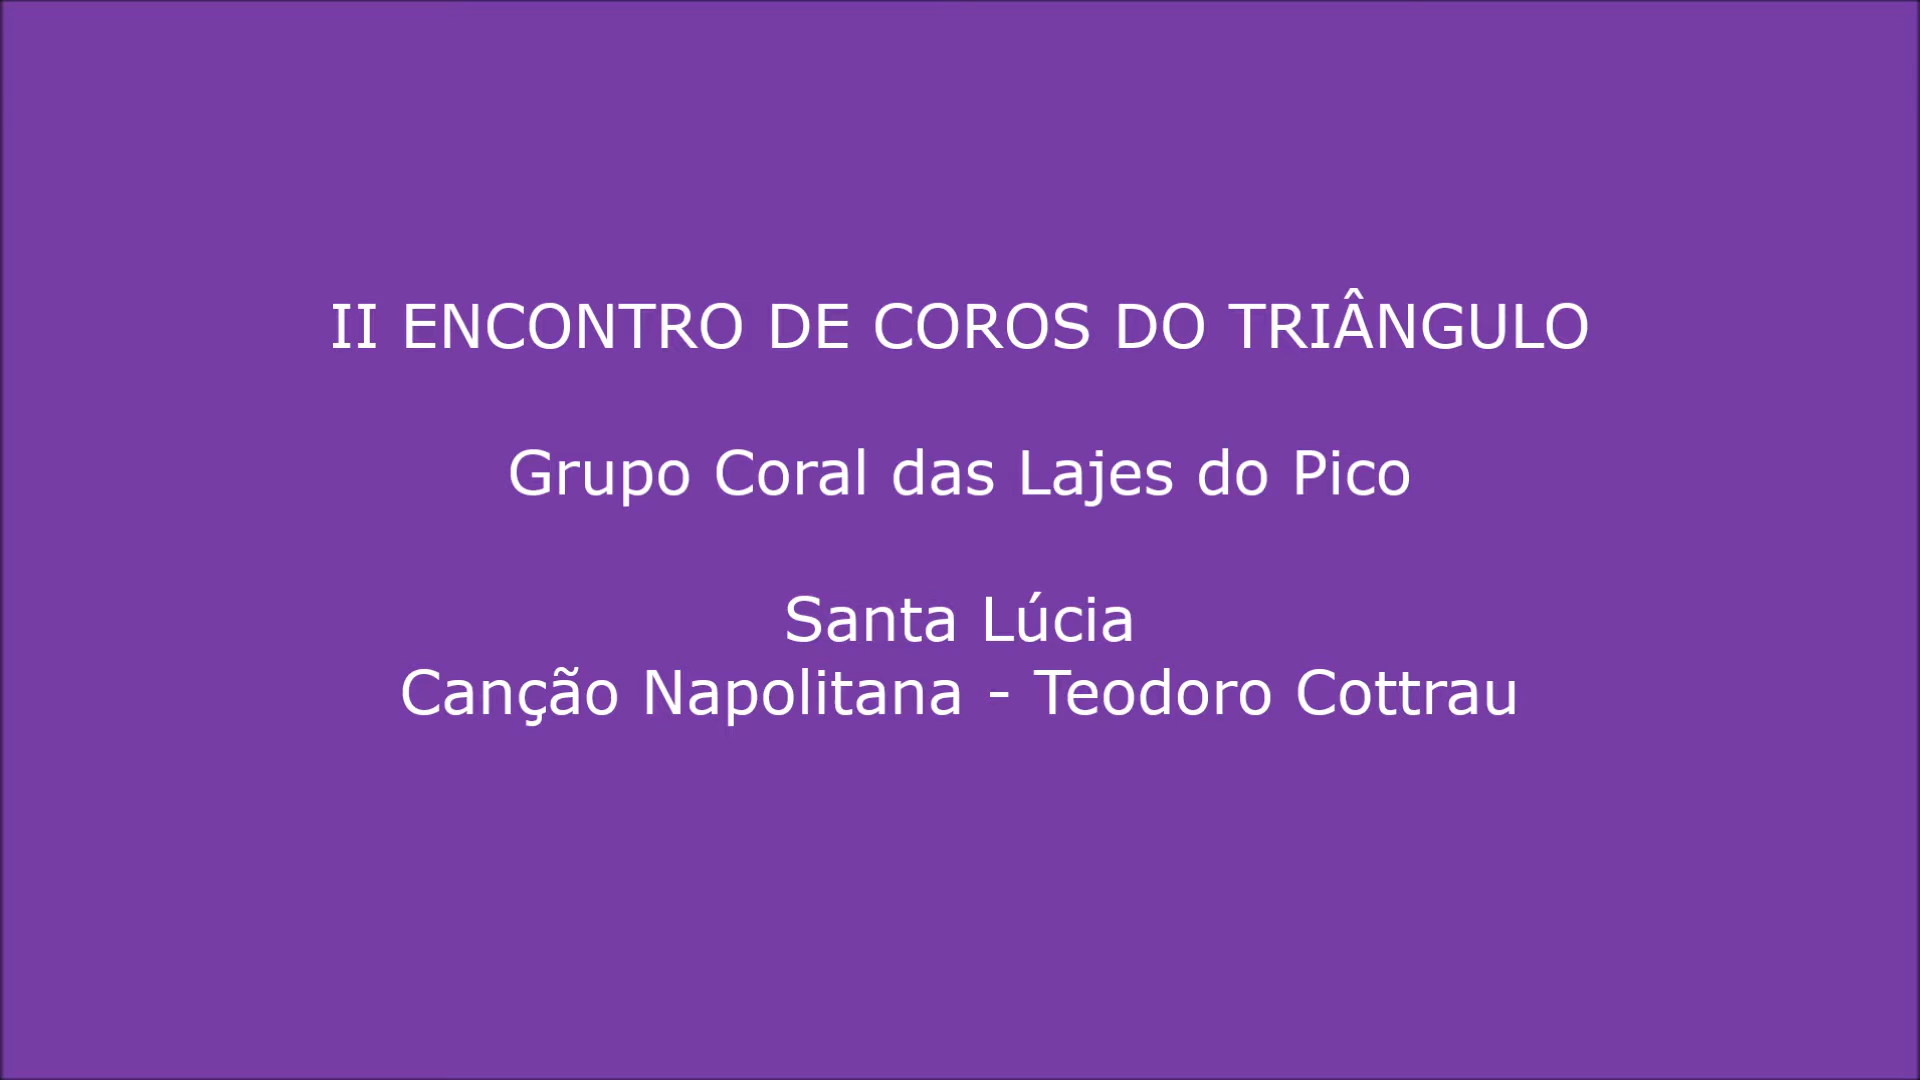 II ENCONTRO DE COROS DO TRIÂNGULO
Grupo Coral das Lajes do Pico
Santa Lúcia
Canção Napolitana - Teodoro Cottrau